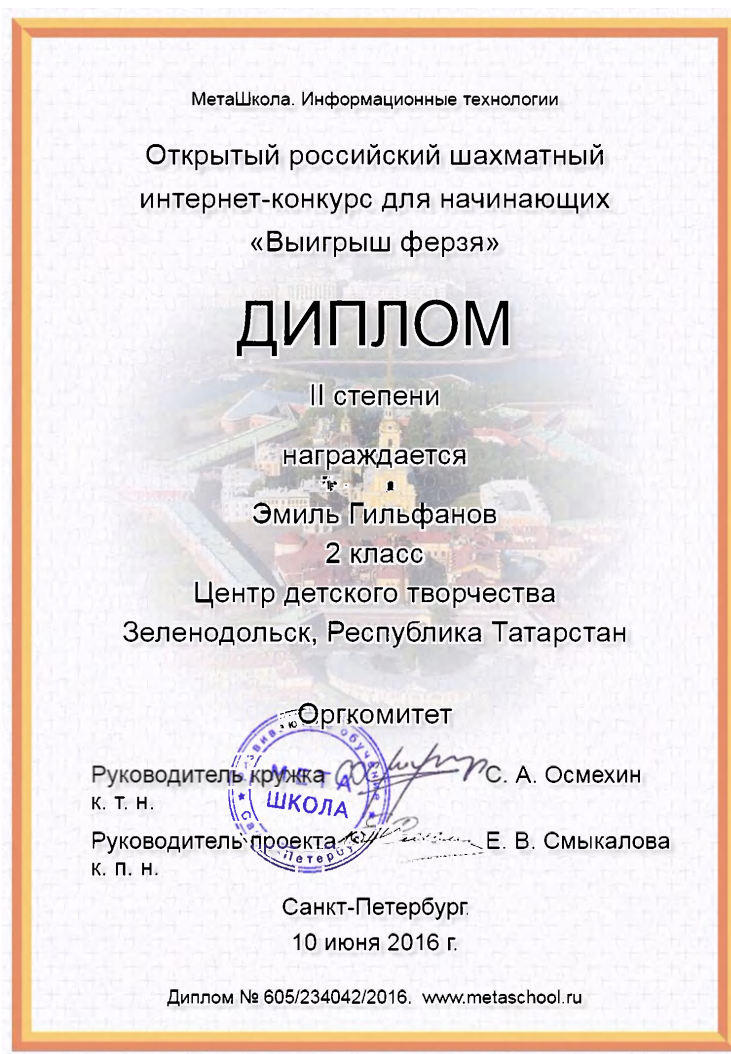 МетаШкола. Информационные технологии
Открытый российский шахматный
интернет-конкурс для начинающих
«Выигрыш ферзя»
ДИПЛОМ
II степени
награждается
Эмиль Гильфанов
2 класс
Центр детского творчества
Зеленодольск, Республика Татарстан
Оргкомитет
Руководитель кружка С. А. Осмехин
к. т. н.
МЕТА
ШКОЛА
Руководитель проекта Е. В. Смыкалова
к. п. н.
Санкт-Петербург
10 июня 2016 г.
Диплом № 605/234042/2016. www.metaschool.ru